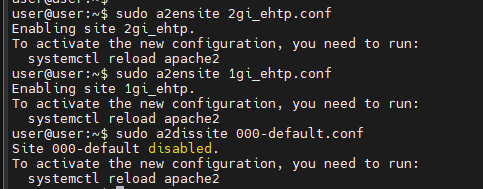 user@user:~$ sudo a2ensite 2gi_ehtp.conf
Enabling site 2gi_ehtp.
To activate the new configuration, you need to run:
  systemctl reload apache2
user@user:~$ sudo a2ensite 1gi_ehtp.conf
Enabling site 1gi_ehtp.
To activate the new configuration, you need to run:
  systemctl reload apache2
user@user:~$ sudo a2dissite 000-default.conf
Site 000-default disabled.
To activate the new configuration, you need to run:
  systemctl reload apache2